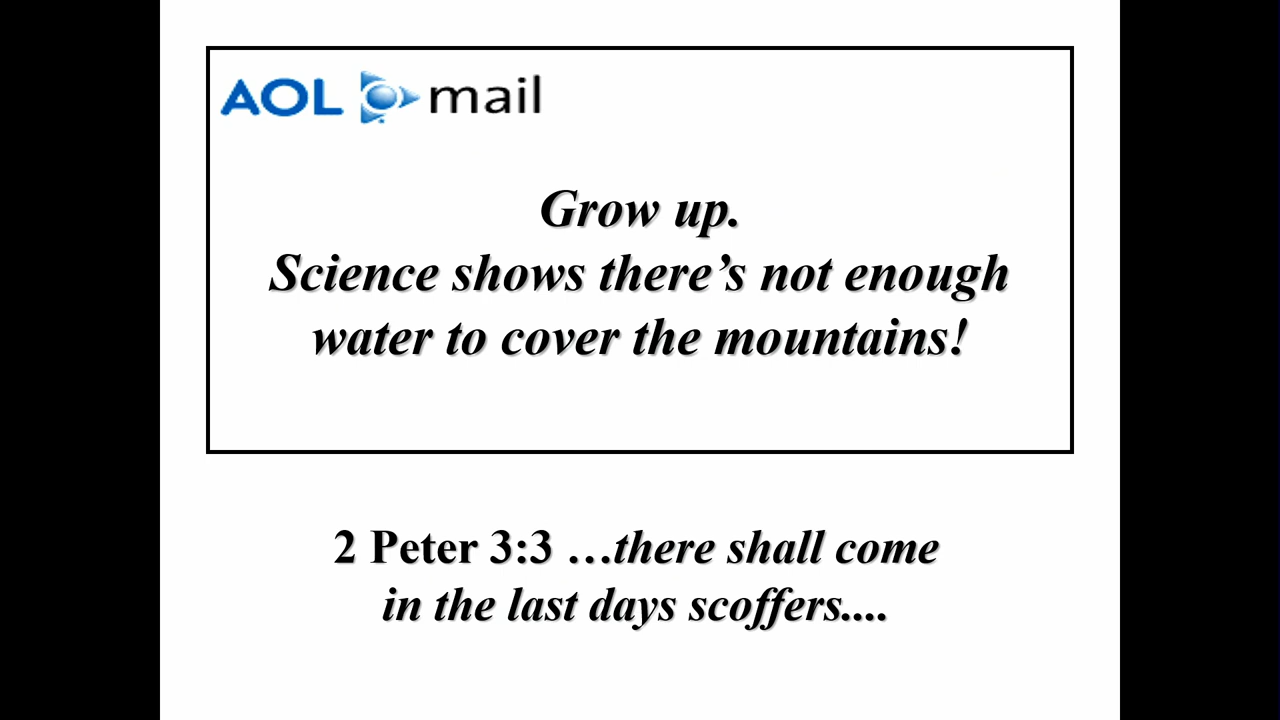 AOL mail
Grow up.
Science shows there’s not enough
water to cover the mountains!
2 Peter 3:3 …there shall come
in the last days scoffers....